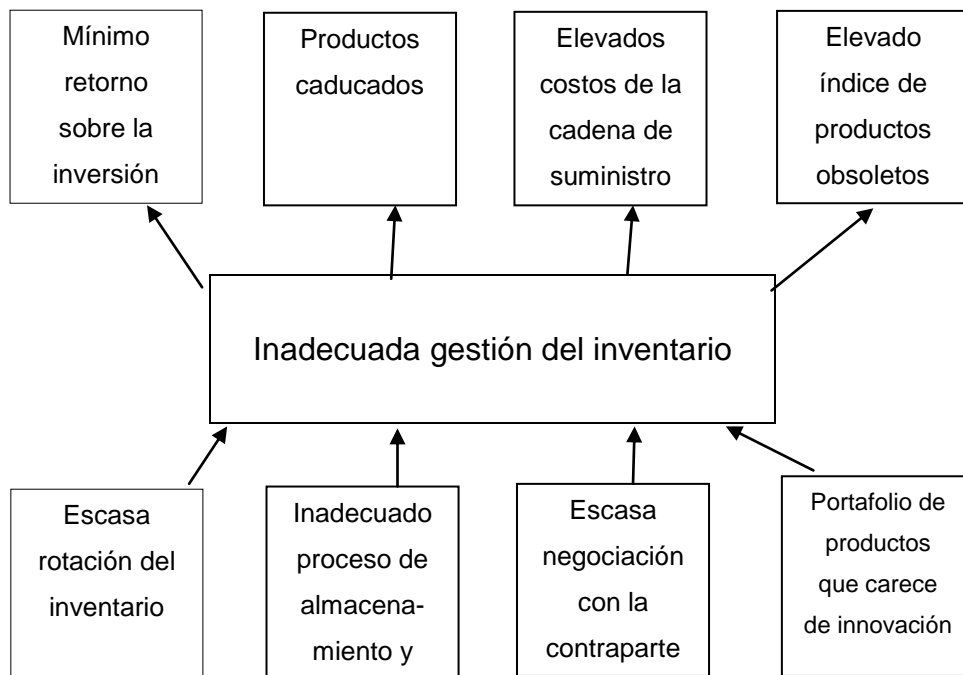 Mínimo
retorno
sobre la
inversión
Productos
caducados
Elevados
costos de la
cadena de
suministro
Elevado
índice de
productos
obsoletos
Inadecuada gestión del inventario
Escasa
rotación del
inventario
Inadecuado
proceso de
almacena-
miento y
Escasa
negociación
con la
contraparte
Portafolio de
productos
que carece
de innovación